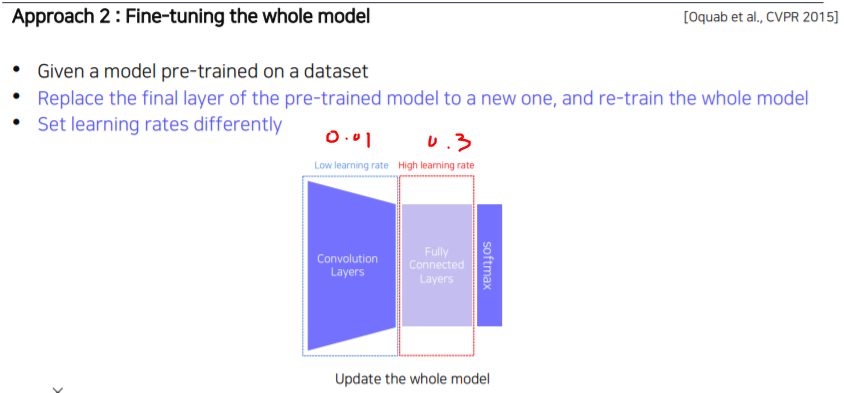 Approach 2 : Fine-tuning the whole model
[Oquab et al., CVPR 2015]
• Given a model pre-trained on a dataset
• Replace the final layer of the pre-trained model to a new one, and re-train the whole model
• Set learning rates differently
0.01
0.3
Low learning rate
High learning rate
Convolution
Layers
Fully
Connected
Layers
softmax
Update the whole model